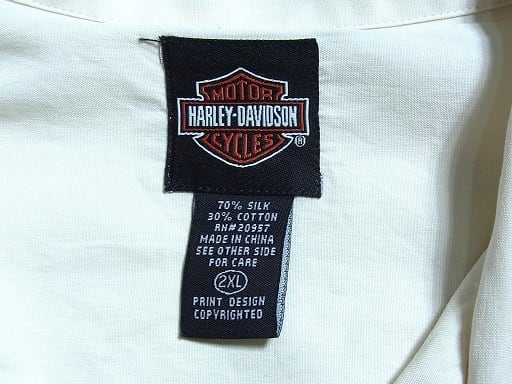 MOTOR
HARLEY-DAVIDSON
CYCLES
®
70% SILK
30% COTTON
RN#20957
MADE IN CHINA
SEE OTHER SIDE
FOR CARE
2XL
PRINT DESIGN
COPYRIGHTED